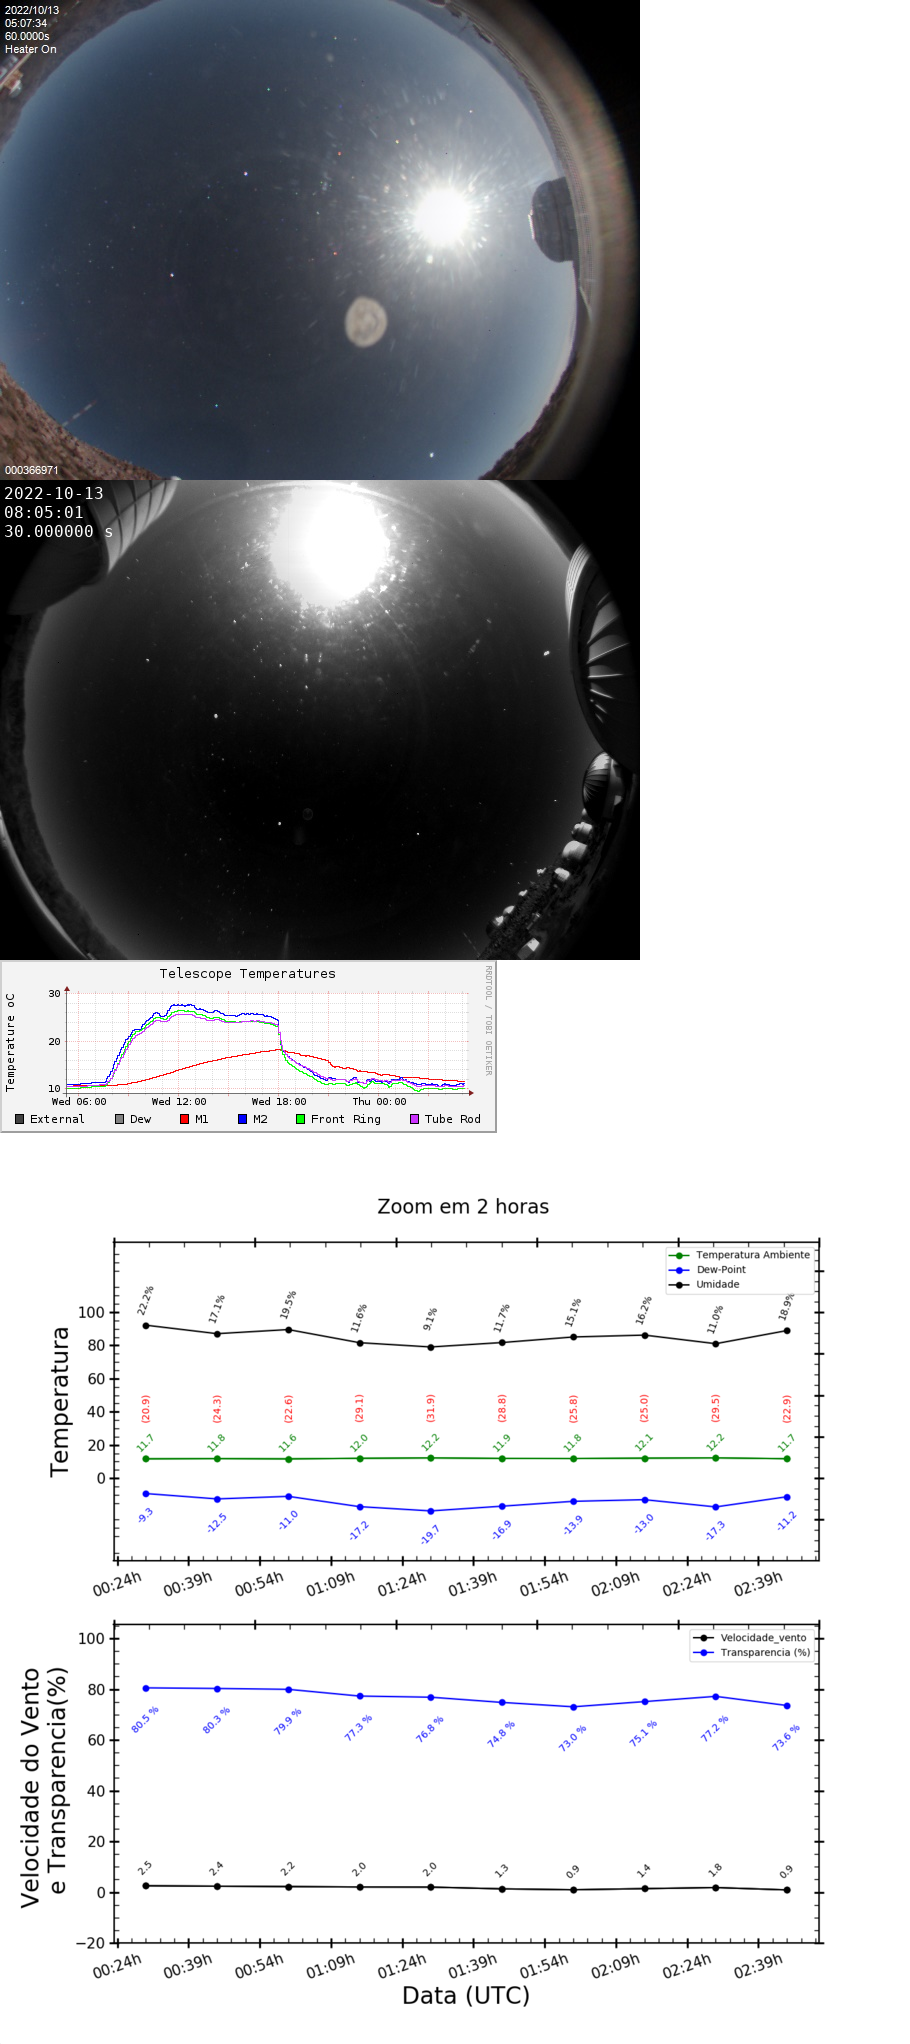 2022/10/13
05:07:34
60.0000s
Heater On
000366971
2022-10-13
08:05:01
30.000000 s
Telescope Temperatures
Temperature oC
30
20
10
Wed 06:00 Wed 12:00 Wed 18:00 Thu 00:00
External Dew M1 M2 Front Ring Tube Rod
RRDTOOL / TOBI OETIKER
Zoom em 2 horas
Temperatura
Temperatura Ambiente
Dew-Point
Umidade
100
80
60
40
20
0
22.2% 17.1% 19.5% 11.6% 9.1% 11.7% 15.1% 16.2% 11.0% 18.9%
(20.9) (24.3) (22.6) (29.1) (31.9) (28.8) (25.8) (25.0) (29.5) (22.9)
11.7 11.8 11.6 12.0 12.2 11.9 11.8 12.1 12.2 11.7
-9.3 -12.5 -11.0 -17.2 -19.7 -16.9 -13.9 -13.0 -17.3 -11.2
00:24h 00:39h 00:54h 01:09h 01:24h 01:39h 01:54h 02:09h 02:24h 02:39h
Velocidade do Vento
e Transparencia(%)
Velocidade_vento
Transparencia (%)
100
80
60
40
20
0
−20
80.5 % 80.3 % 79.9 % 77.3 % 76.8 % 74.8 % 73.0 % 75.1 % 77.2 % 73.6 %
2.5 2.4 2.2 2.0 2.0 1.3 0.9 1.4 1.8 0.9
00:24h 00:39h 00:54h 01:09h 01:24h 01:39h 01:54h 02:09h 02:24h 02:39h
Data (UTC)